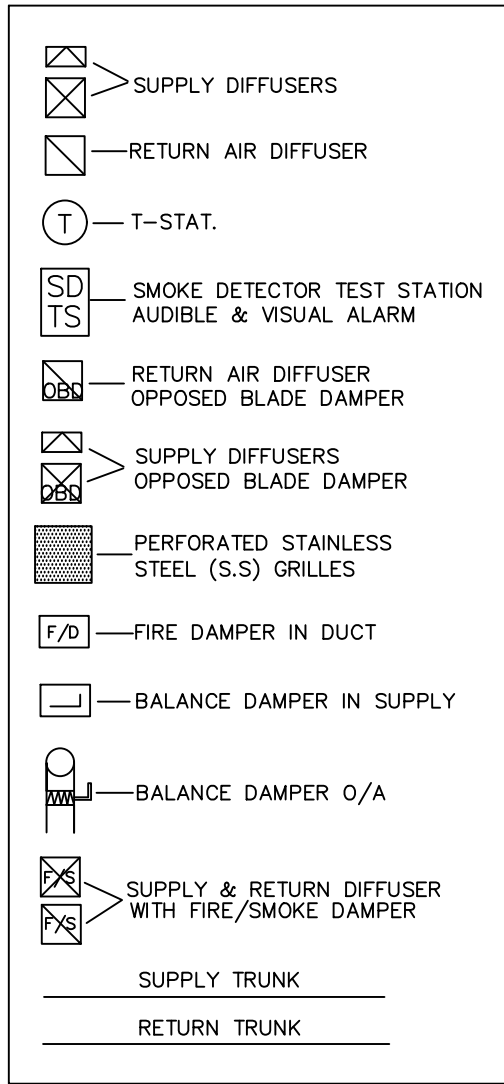 SUPPLY DIFFUSERS
RETURN AIR DIFFUSER
T T-STAT.
SD
TS
SMOKE DETECTOR TEST STATION
AUDIBLE & VISUAL ALARM
OBD
RETURN AIR DIFFUSER
OPPOSED BLADE DAMPER
OBD
SUPPLY DIFFUSERS
OPPOSED BLADE DAMPER
PERFORATED STAINLESS
STEEL (S.S) GRILLES
F/D FIRE DAMPER IN DUCT
BALANCE DAMPER IN SUPPLY
BALANCE DAMPER O/A
F/S
F/S
SUPPLY & RETURN DIFFUSER
WITH FIRE/SMOKE DAMPER
SUPPLY TRUNK
RETURN TRUNK